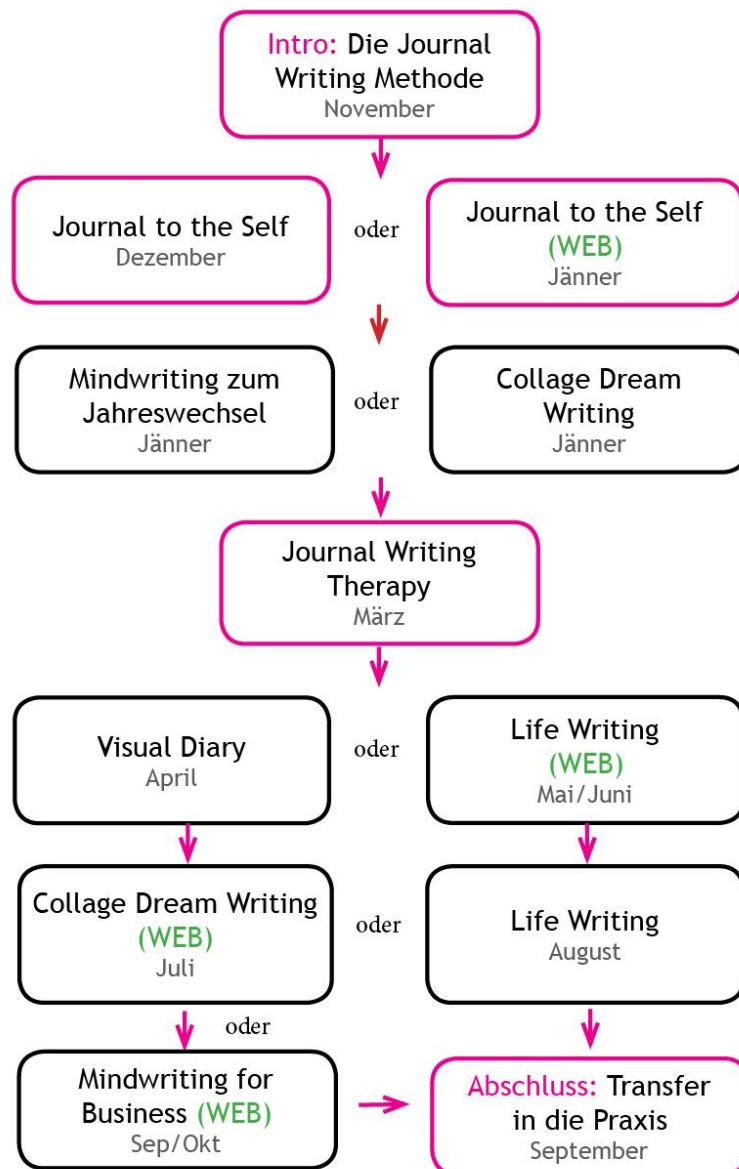 Intro: Die Journal
Writing Methode
November
Journal to the Self
Dezember
oder
Journal to the Self
(WEB)
Jänner
Mindwriting zum
Jahreswechsel
Jänner
oder
Collage Dream
Writing
Jänner
Journal Writing
Therapy
März
Visual Diary
April
oder
Life Writing
(WEB)
Mai/Juni
Collage Dream Writing
(WEB)
Juli
oder
Life Writing
August
oder
Mindwriting for
Business (WEB)
Sep/Okt
Abschluss: Transfer
in die Praxis
September